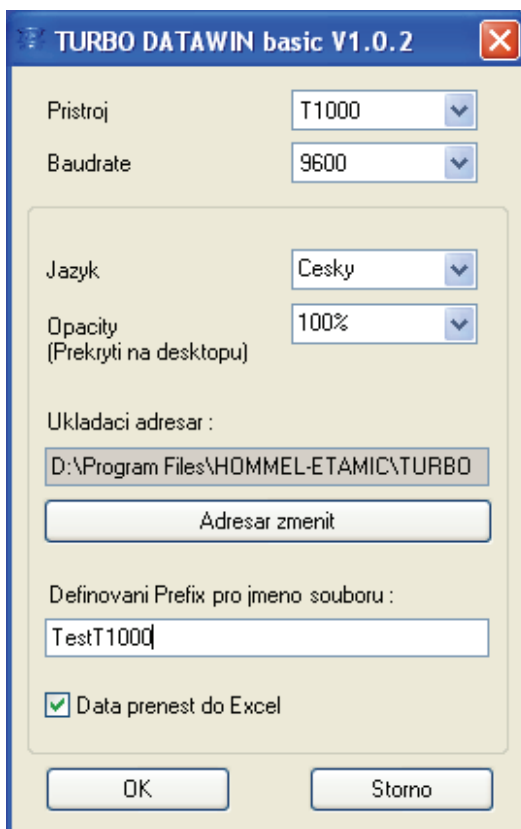 TURBO DATAWIN basic V1.0.2
Pristroj T1000
Baudrate 9600
Jazyk Cesky
Opacity 100%
(Prekryti na desktopu)
Ukladaci adresar :
D:\Program Files\HOMMEL-ETAMIC\TURBO
Adresar zmenit
Definovani Prefix pro jmeno souboru :
TestT1000
Data prenest do Excel
OK Storno